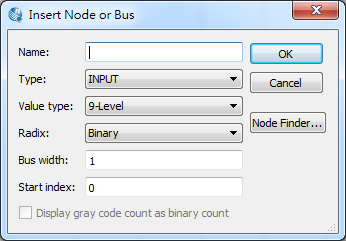 Insert Node or Bus
Name:
OK
Type: INPUT
Cancel
Value type: 9-Level
Radix: Binary
Node Finder...
Bus width: 1
Start index: 0
Display gray code count as binary count